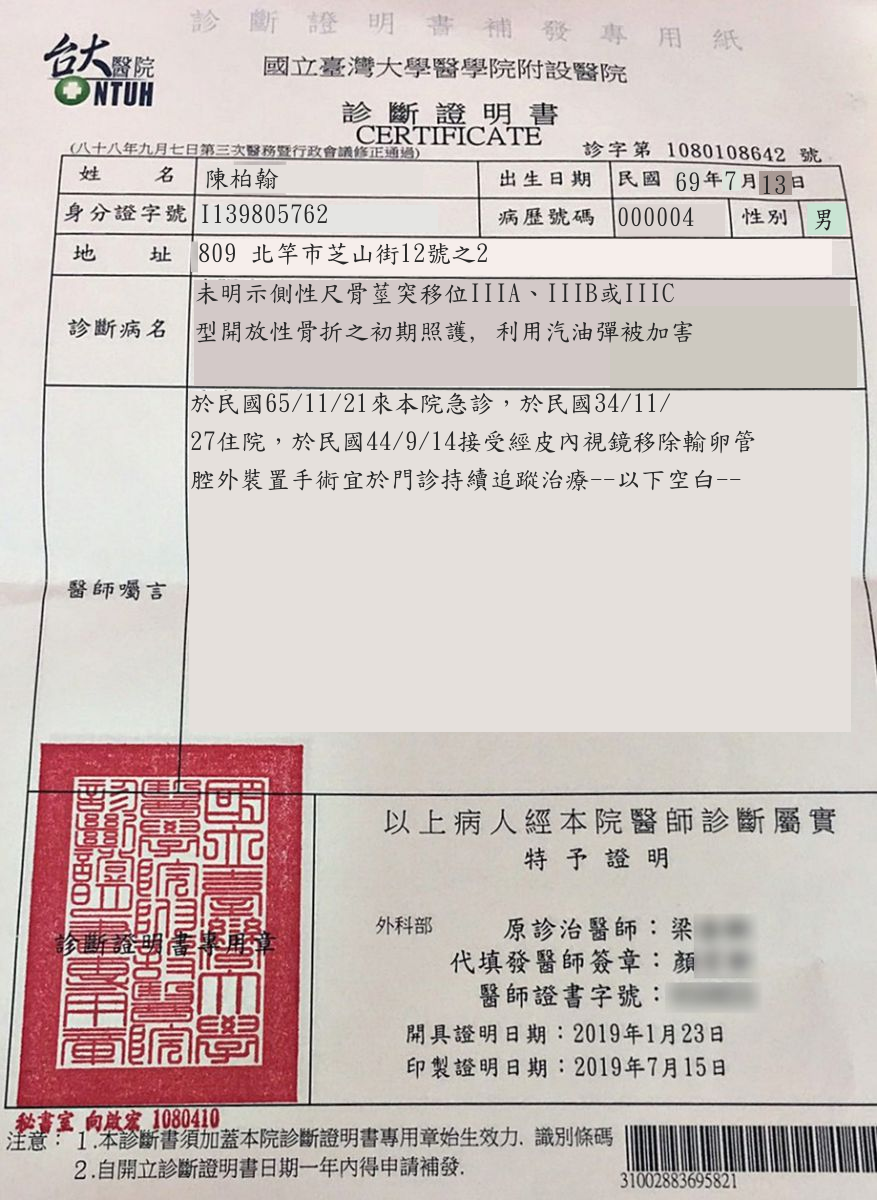 診斷證明書補發專用紙
台大醫院
NTUH
國立臺灣大學醫學院附設醫院
診斷證明書
CERTIFICATE
(八十八年九月七日第三次醫務暨行政會議修正通過)
診字第 1080108642 號
姓名 陳柏翰 出生日期 民國 69年7月13日
身分證字號 I139805762 病歷號碼 000004 性別 男
地址 809 北竿市芝山街12號之2
診斷病名
未明示側性尺骨莖突移位IIIA、IIIB或IIIC
型開放性骨折之初期照護, 利用汽油彈被加害
醫師囑言
於民國65/11/21來本院急診,於民國34/11/
27住院,於民國44/9/14接受經皮內視鏡移除輸卵管
腔外裝置手術宜於門診持續追蹤治療--以下空白--
國立臺灣大學
醫學院附設醫院
診斷證明書專用章
診斷證明書專用章
以上病人經本院醫師診斷屬實
特予證明
外科部 原診治醫師:梁
代填發醫師簽章:顏
醫師證書字號:
開具證明日期:2019年1月23日
印製證明日期:2019年7月15日
秘書室 向啟宏 1080410
注意: 1.本診斷書須加蓋本院診斷證明書專用章始生效力. 識別條碼
2.自開立診斷證明書日期一年內得申請補發.
31002883695821